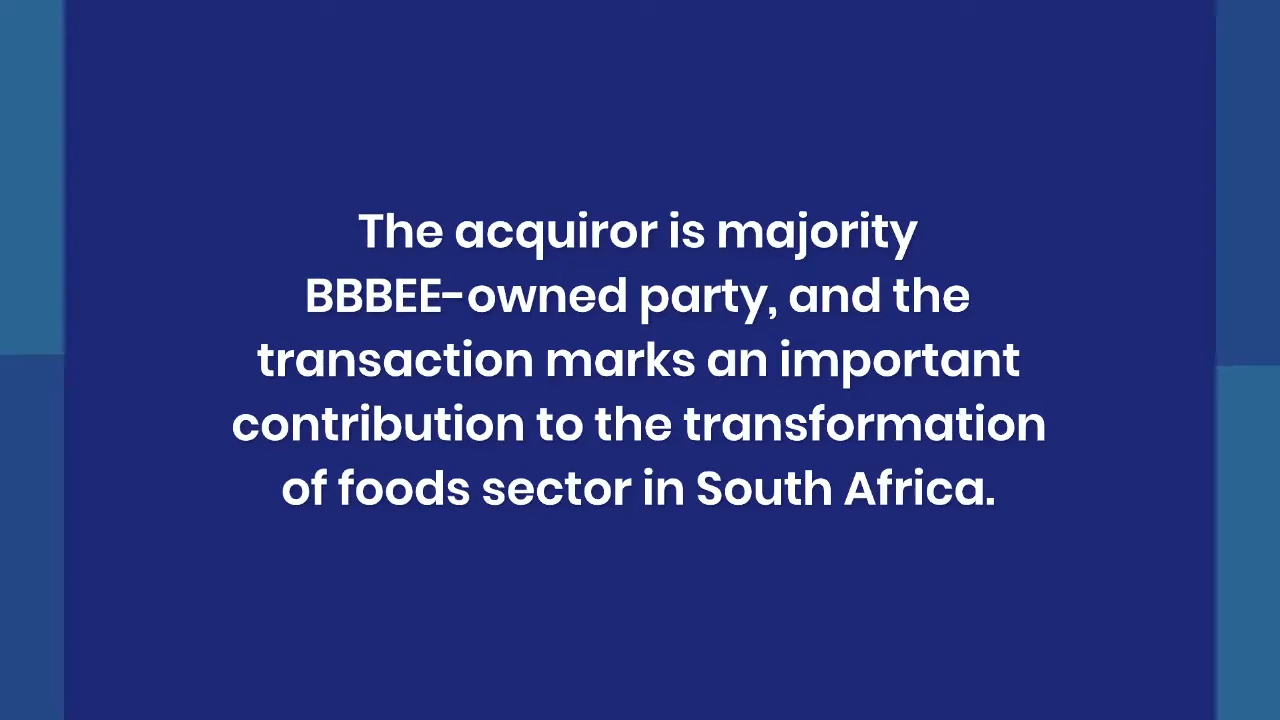 The acquiror is majority
BBBEE-owned party, and the
transaction marks an important
contribution to the transformation
of foods sector in South Africa.